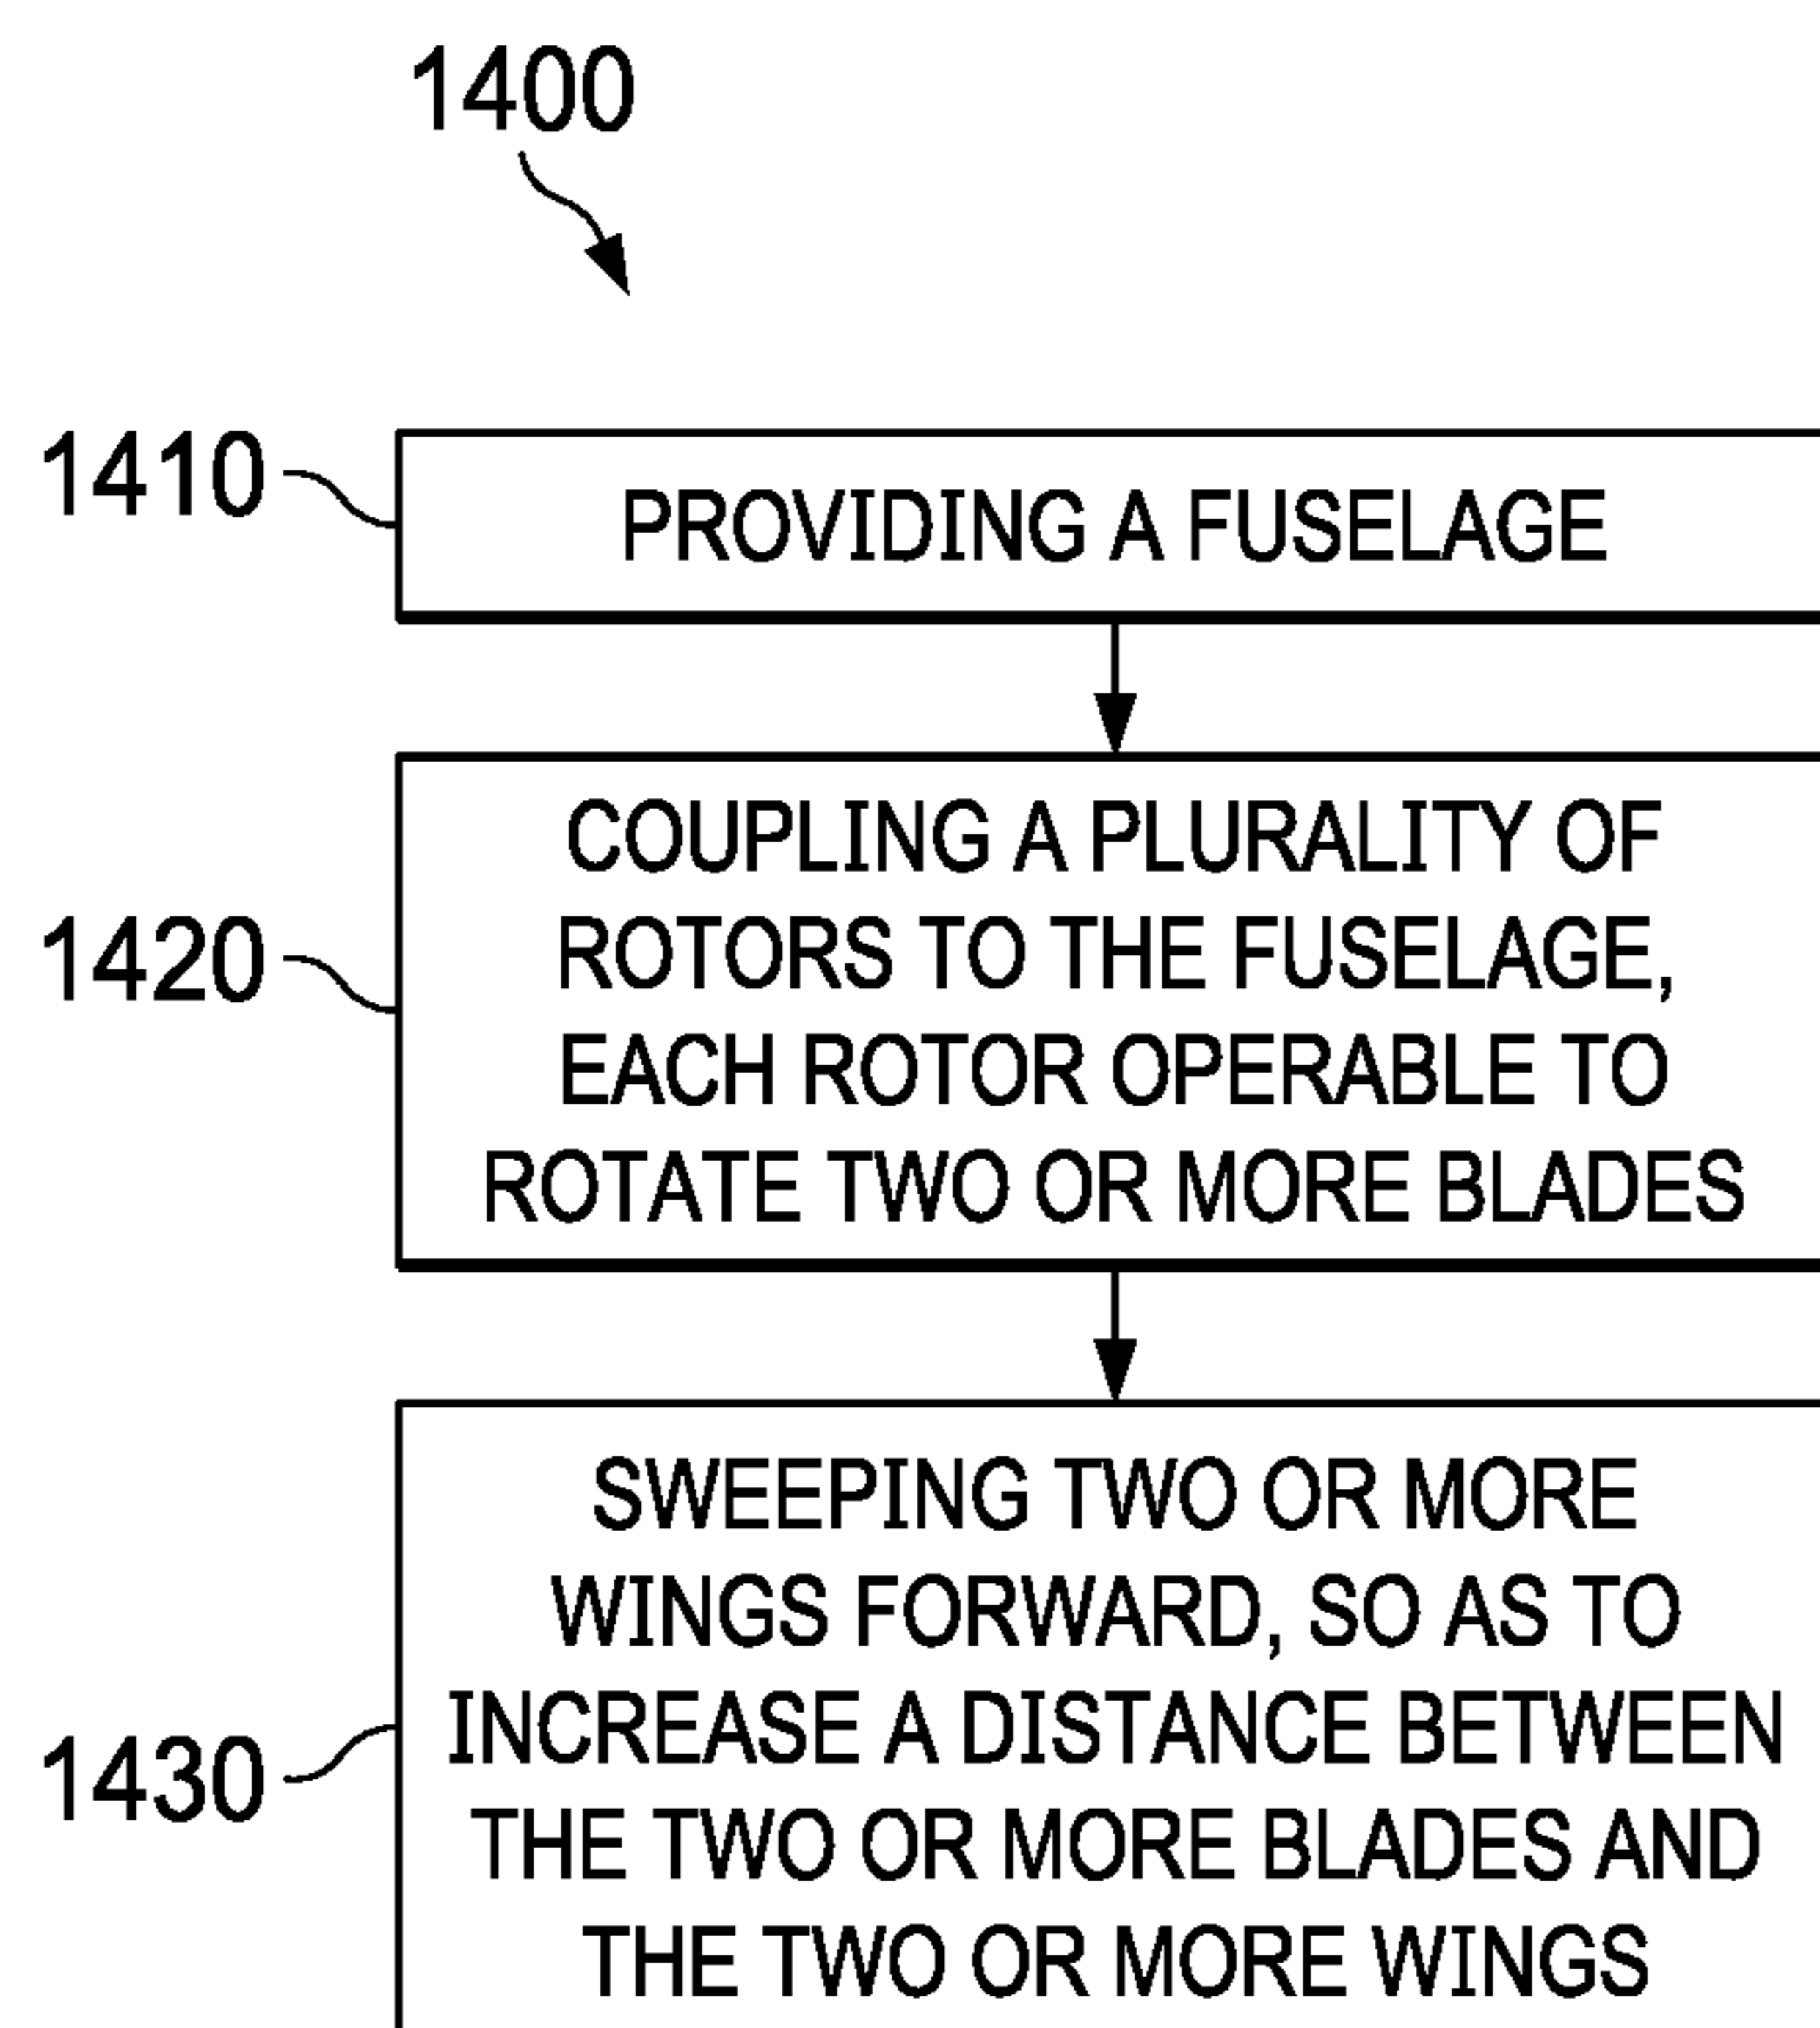 1400
1410
PROVIDING A FUSELAGE
1420
COUPLING A PLURALITY OF
ROTORS TO THE FUSELAGE,
EACH ROTOR OPERABLE TO
ROTATE TWO OR MORE BLADES
1430
SWEEPING TWO OR MORE
WINGS FORWARD, SO AS TO
INCREASE A DISTANCE BETWEEN
THE TWO OR MORE BLADES AND
THE TWO OR MORE WINGS